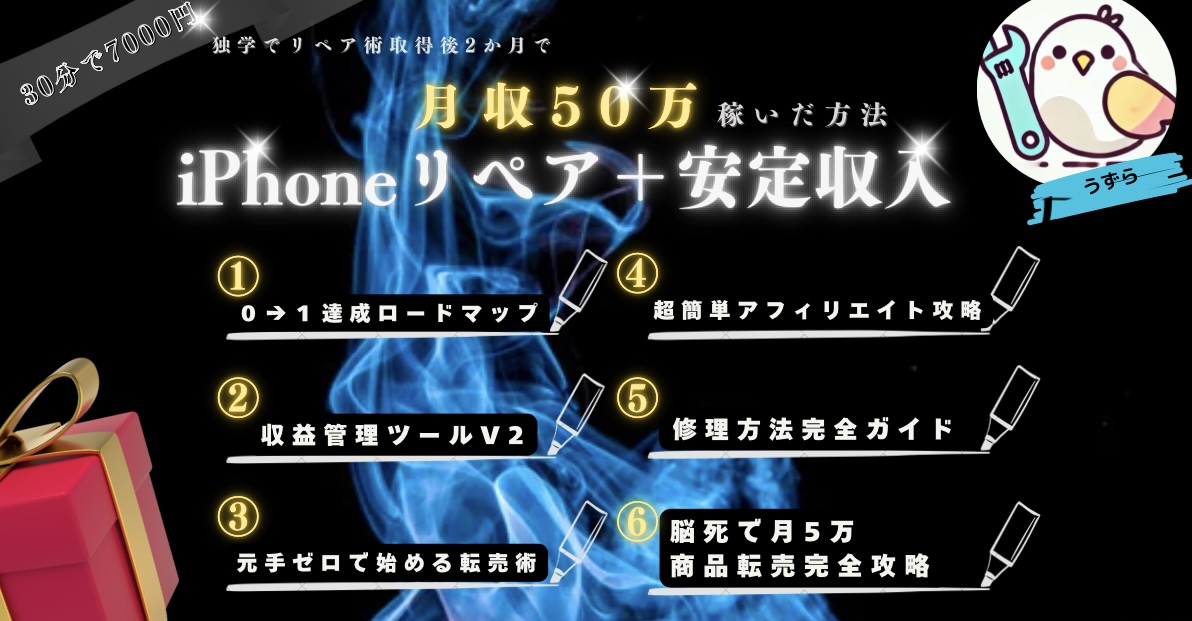 30分で7000円
独学でリペア術取得後2か月で
月収50万 稼いだ方法
iPhoneリペア＋安定収入
うずら
①
0→1達成ロードマップ
②
収益管理ツールV2
③
元手ゼロで始める転売術
④
超簡単アフィリエイト攻略
⑤
修理方法完全ガイド
⑥
脳死で月5万
商品転売完全攻略